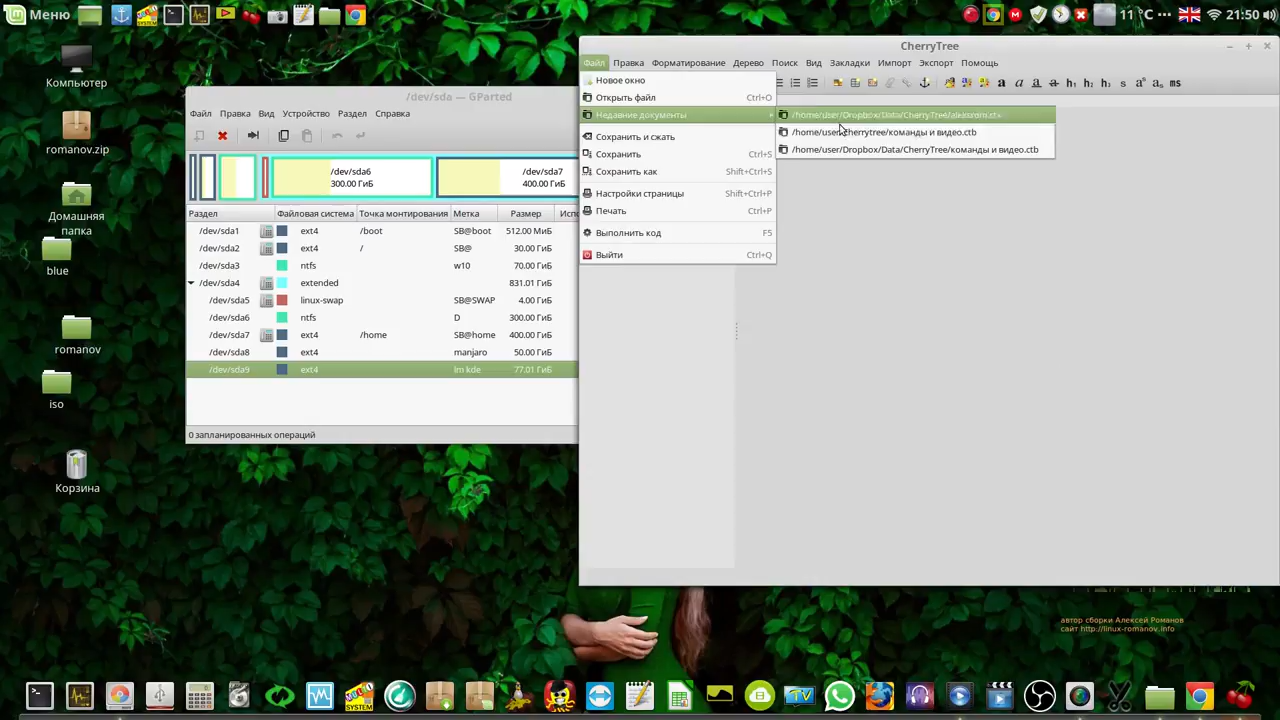 Меню
11 °C
21:50
Компьютер
romanov.zip
Домашняя
папка
blue
romanov
iso
Корзина
/dev/sda — GParted
Файл Правка Вид Устройство Раздел Справка
/dev/sda6
300.00 ГиБ
/dev/sda7
400.00 ГиБ
Раздел Файловая система Точка монтирования Метка Размер Испо
/dev/sda1 ext4 /boot SB@boot 512.00 МиБ
/dev/sda2 ext4 / SB@ 30.00 ГиБ
/dev/sda3 ntfs w10 70.00 ГиБ
/dev/sda4 extended 831.01 ГиБ
/dev/sda5 linux-swap SB@SWAP 4.00 ГиБ
/dev/sda6 ntfs D 300.00 ГиБ
/dev/sda7 ext4 /home SB@home 400.00 ГиБ
/dev/sda8 ext4 manjaro 50.00 ГиБ
/dev/sda9 ext4 lm kde 77.01 ГиБ
0 запланированных операций
CherryTree
Файл Правка Форматирование Дерево Поиск Вид Закладки Импорт Экспорт Помощь
Новое окно
Открыть файл Ctrl+O
Недавние документы
Сохранить и сжать
Сохранить Ctrl+S
Сохранить как Shift+Ctrl+S
Настройки страницы Shift+Ctrl+P
Печать Ctrl+P
Выполнить код F5
Выйти Ctrl+Q
/home/user/cherrytree/команды и видео.ctb
/home/user/Dropbox/Data/CherryTree/команды и видео.ctb
автор сборки Алексей Романов
сайт http://linux-romanov.info